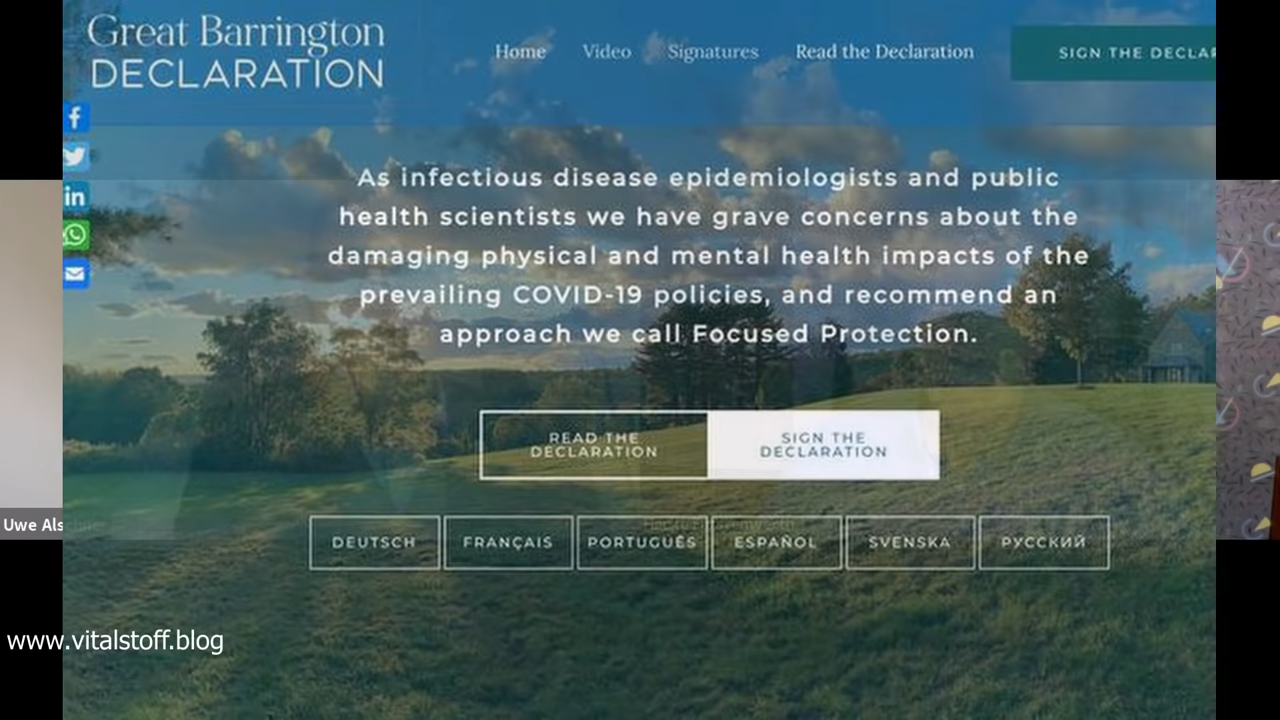 Great Barrington
DECLARATION
Home
Video
Signatures
Read the Declaration
SIGN THE DECLAR
As infectious disease epidemiologists and public
health scientists we have grave concerns about the
damaging physical and mental health impacts of the
prevailing COVID-19 policies, and recommend an
approach we call Focused Protection.
READ THE
DECLARATION
SIGN THE
DECLARATION
DEUTSCH
FRANÇAIS
PORTUGUÊS
ESPAÑOL
SVENSKA
РУССКИЙ
Uwe Als
www.vitalstoff.blog